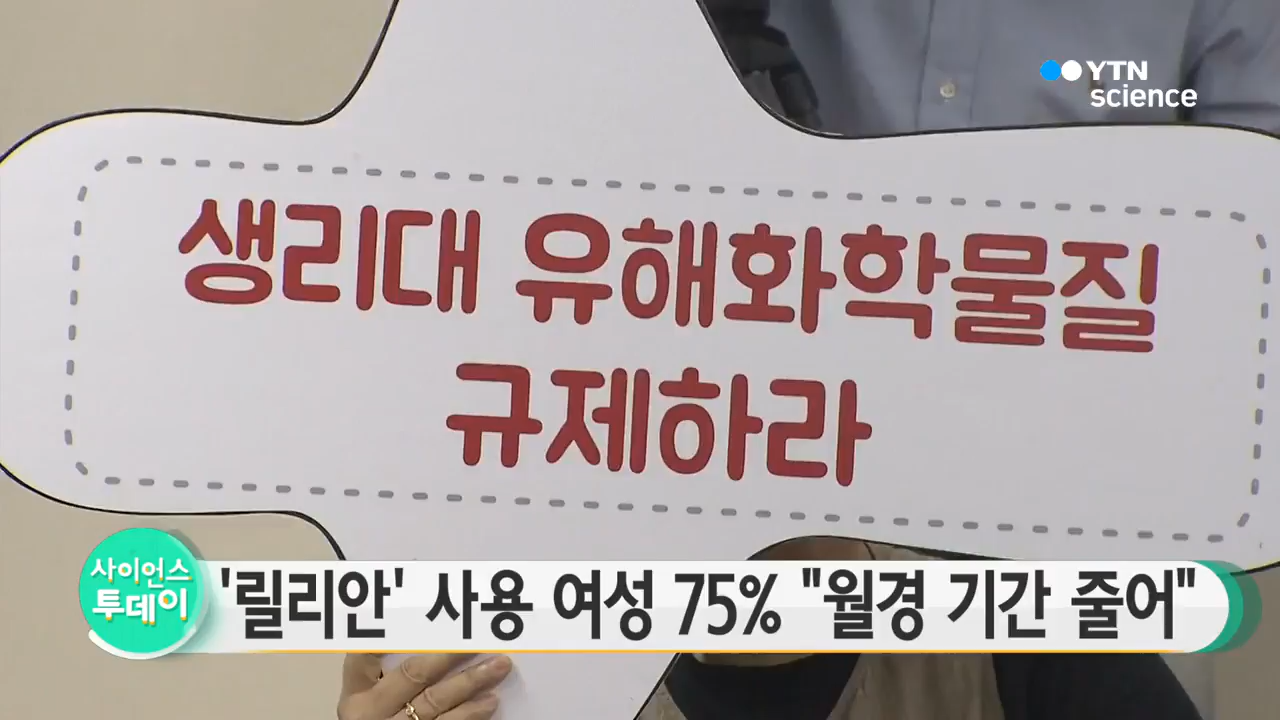 YTN
science
생리대 유해화학물질
규제하라
사이언스
투데이
'릴리안' 사용 여성 75% "월경 기간 줄어"